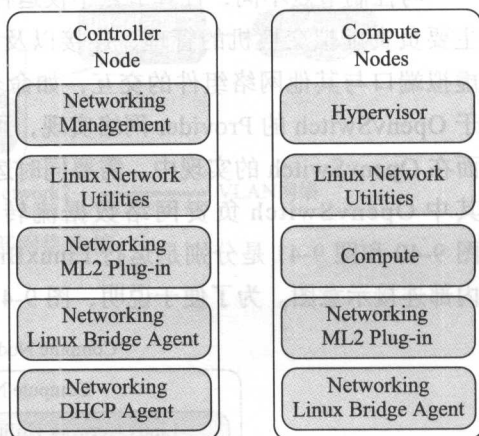 Controller
Node
Networking
Management
Linux Network
Utilities
Networking
ML2 Plug-in
Networking
Linux Bridge Agent
Networking
DHCP Agent
Compute
Nodes
Hypervisor
Linux Network
Utilities
Compute
Networking
ML2 Plug-in
Networking
Linux Bridge Agent